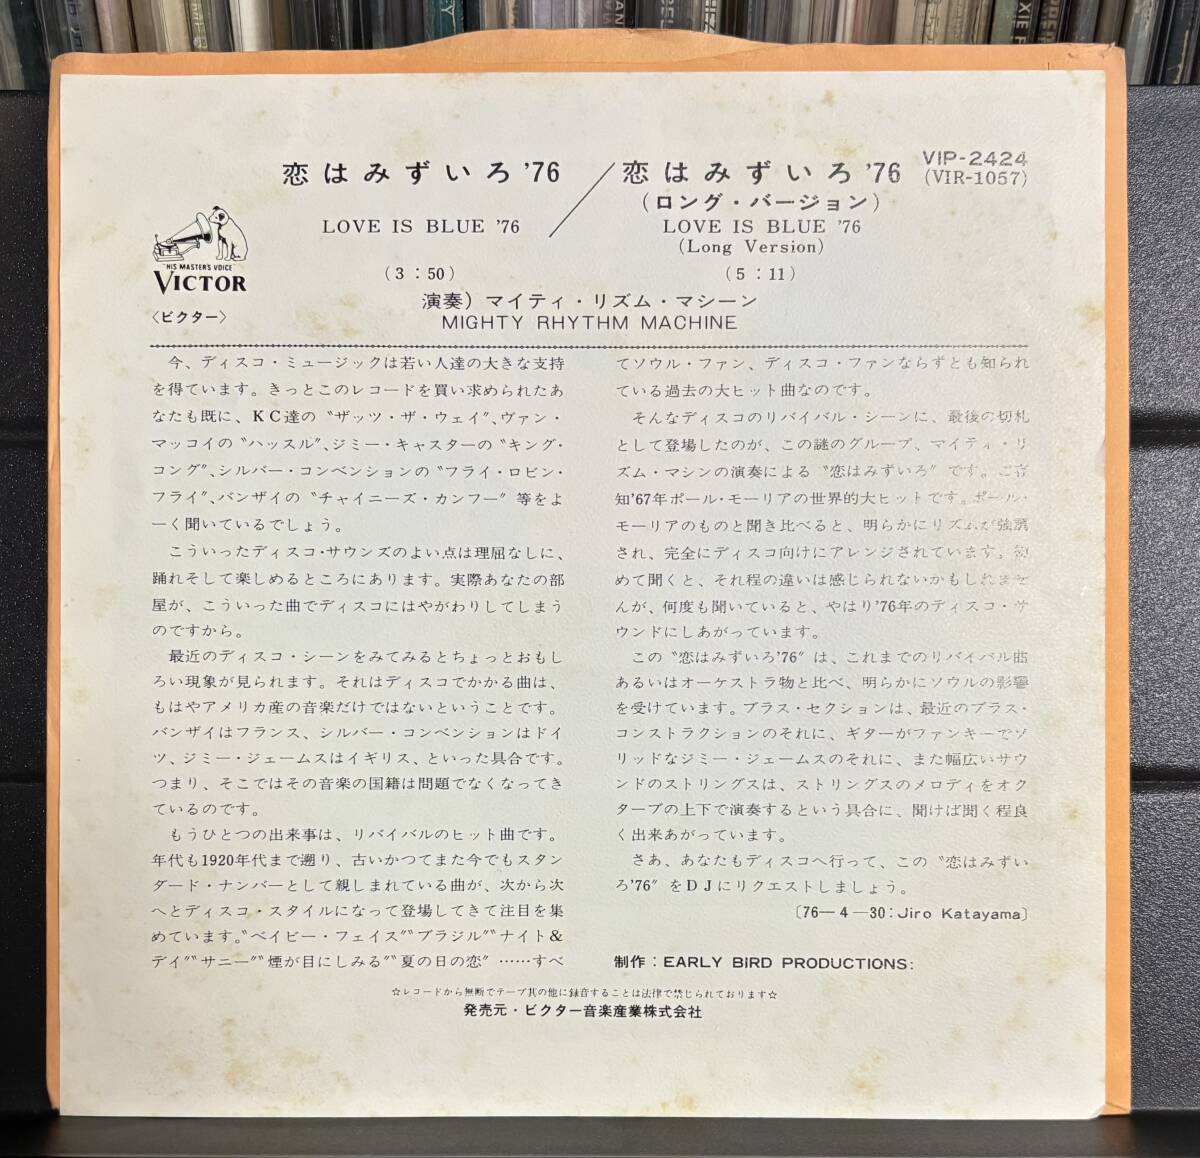 恋はみずいろ '76
LOVE IS BLUE '76
(3:50)
恋はみずいろ '76
(ロング・バージョン)
LOVE IS BLUE '76
(Long Version)
(5:11)
VIP-2424
(VIR-1057)
"HIS MASTER'S VOICE"
VICTOR
〈ビクター〉
演奏) マイティ・リズム・マシーン
MIGHTY RHYTHM MACHINE
今、ディスコ・ミュージックは若い人達の大きな支持
を得ています。きっとこのレコードを買い求められたあ
なたも既に、KC達の〝ザッツ・ザ・ウェイ〟、ヴァン・
マッコイの〝ハッスル〟、ジミー・キャスターの〝キング・
コング〟、シルバー・コンベンションの〝フライ・ロビン・
フライ〟、バンザイの〝チャイニーズ・カンフー〟等をよ
ーく聞いているでしょう。
こういったディスコ・サウンズのよい点は理屈なしに、
踊れそして楽しめるところにあります。実際あなたの部
屋が、こういった曲でディスコにはやがわりしてしまう
のですから。
最近のディスコ・シーンをみてみるとちょっとおもし
ろい現象が見られます。それはディスコでかかる曲は、
もはやアメリカ産の音楽だけではないということです。
バンザイはフランス、シルバー・コンベンションはドイ
ツ、ジミー・ジェームスはイギリス、といった具合です。
つまり、そこではその音楽の国籍は問題でなくなってき
ているのです。
もうひとつの出来事は、リバイバルのヒット曲です。
年代も1920年代まで遡り、古いかつてまた今でもスタン
ダード・ナンバーとして親しまれている曲が、次から次
へとディスコ・スタイルになって登場してきて注目を集
めています。〝ベイビー・フェイス〟〝ブラジル〟〝ナイト&
デイ〟〝サニー〟〝煙が目にしみる〟〝夏の日の恋〟……すべ
てソウル・ファン、ディスコ・ファンならずとも知られ
ている過去の大ヒット曲なのです。
そんなディスコのリバイバル・シーンに、最後の切札
として登場したのが、この謎のグループ、マイティ・リ
ズム・マシンの演奏による〝恋はみずいろ〟です。ご存
知'67年ポール・モーリアの世界的大ヒットです。ポール・
モーリアのものと聞き比べると、明らかにリズムが強調
され、完全にディスコ向けにアレンジされています。初
めて聞くと、それ程の違いは感じられないかもしれませ
んが、何度も聞いていると、やはり'76年のディスコ・サ
ウンドにしあがっています。
この〝恋はみずいろ'76〟は、これまでのリバイバル曲
あるいはオーケストラ物と比べ、明らかにソウルの影響
を受けています。ブラス・セクションは、最近のブラス・
コンストラクションのそれに、ギターがファンキーでソ
リッドなジミー・ジェームスのそれに、また幅広いサウ
ンドのストリングスは、ストリングスのメロディをオク
ターブの上下で演奏するという具合に、聞けば聞く程良
く出来あがっています。
さあ、あなたもディスコへ行って、この〝恋はみずい
ろ'76〟をDJにリクエストしましょう。
〔76—4—30:Jiro Katayama〕
制作:EARLY BIRD PRODUCTIONS:
☆レコードから無断でテープ其の他に録音することは法律で禁じられております☆
発売元・ビクター音楽産業株式会社